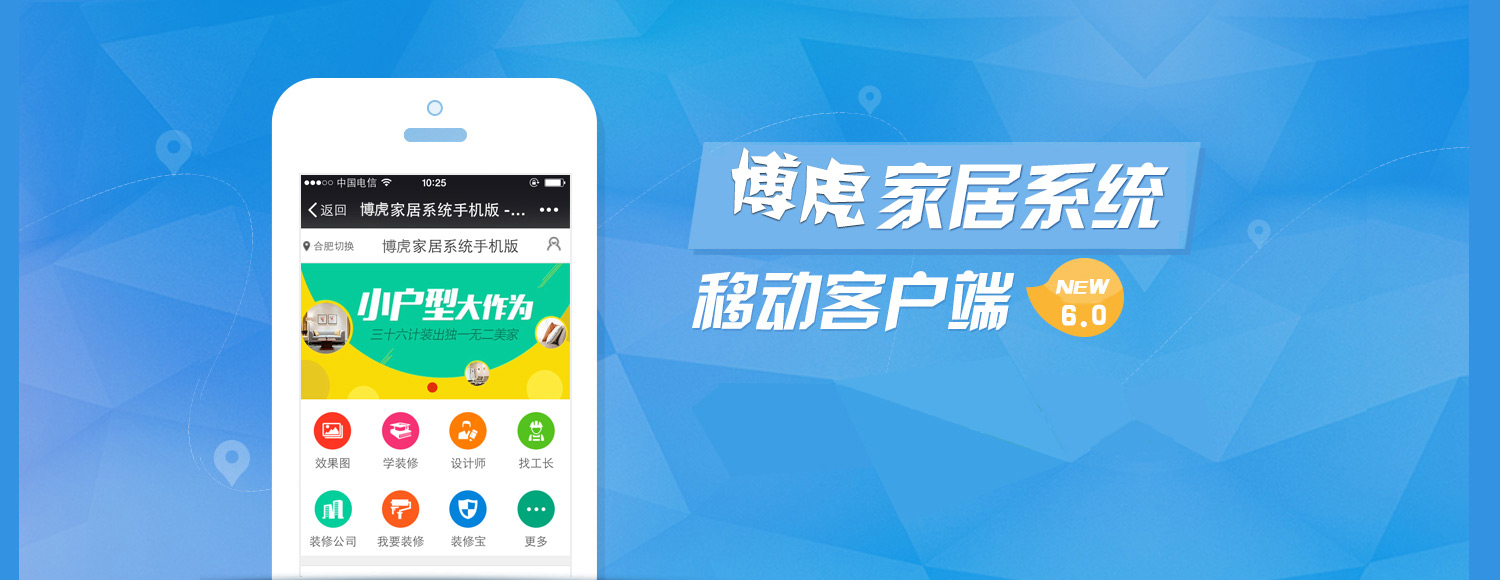 中国电信 10:25
返回 博虎家居系统手机版 -...
合肥切换 博虎家居系统手机版
小户型大作为
三十六计装出独一无二美家
效果图 学装修 设计师 找工长
装修公司 我要装修 装修宝 更多
博虎家居系统
移动客户端
NEW
6.0